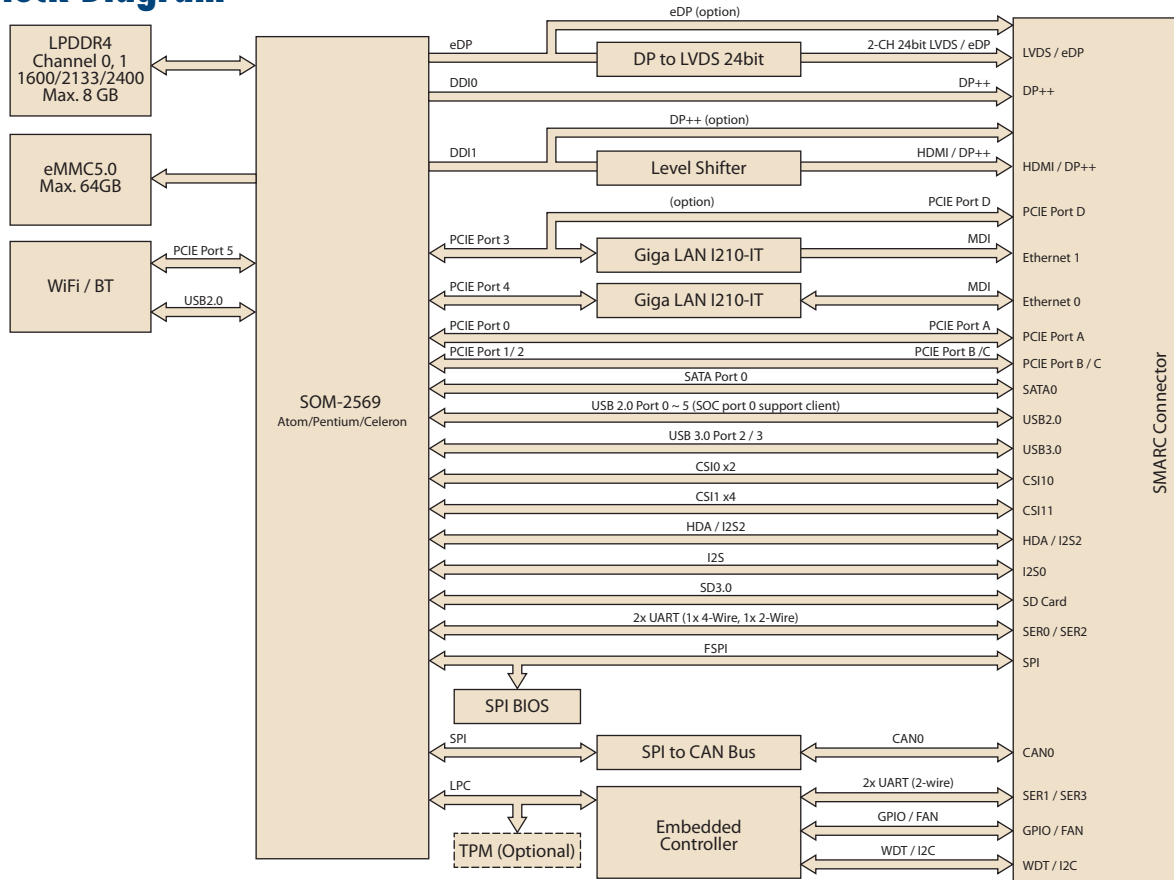 LPDDR4
Channel 0, 1
1600/2133/2400
Max. 8 GB
eMMC5.0
Max. 64GB
WiFi / BT
PCIE Port 5
USB2.0
SOM-2569
Atom/Pentium/Celeron
eDP (option)
eDP
DP to LVDS 24bit
2-CH 24bit LVDS / eDP
LVDS / eDP
DDI0
DP++
DP++
DP++ (option)
DDI1
Level Shifter
HDMI / DP++
HDMI / DP++
(option)
PCIE Port D
PCIE Port D
PCIE Port 3
Giga LAN I210-IT
MDI
Ethernet 1
PCIE Port 4
Giga LAN I210-IT
MDI
Ethernet 0
PCIE Port 0
PCIE Port A
PCIE Port A
PCIE Port 1/ 2
PCIE Port B /C
PCIE Port B / C
SATA Port 0
SATA0
USB 2.0 Port 0 ~ 5 (SOC port 0 support client)
USB2.0
USB 3.0 Port 2 / 3
USB3.0
CSI0 x2
CSI10
CSI1 x4
CSI11
HDA / I2S2
HDA / I2S2
I2S
I2S0
SD3.0
SD Card
2x UART (1x 4-Wire, 1x 2-Wire)
SER0 / SER2
FSPI
SPI
SPI BIOS
SPI
SPI to CAN Bus
CAN0
CAN0
LPC
TPM (Optional)
Embedded
Controller
2x UART (2-wire)
SER1 / SER3
GPIO / FAN
GPIO / FAN
WDT / I2C
WDT / I2C
SMARC Connector